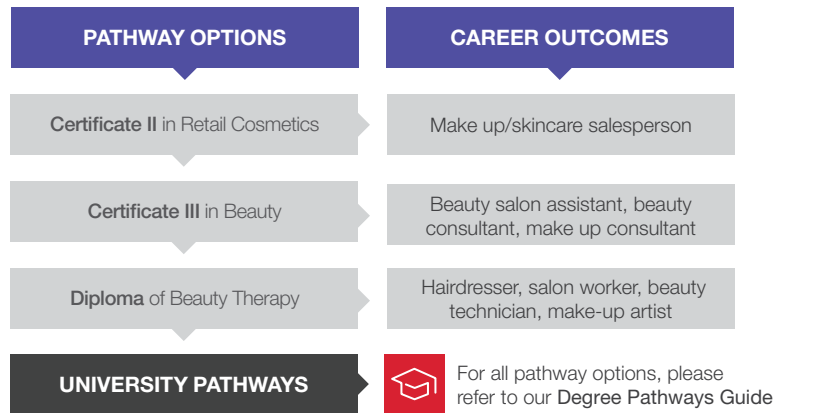 PATHWAY OPTIONS
CAREER OUTCOMES
Certificate II in Retail Cosmetics
Make up/skincare salesperson
Certificate III in Beauty
Beauty salon assistant, beauty
consultant, make up consultant
Diploma of Beauty Therapy
Hairdresser, salon worker, beauty
technician, make-up artist
UNIVERSITY PATHWAYS
For all pathway options, please
refer to our Degree Pathways Guide